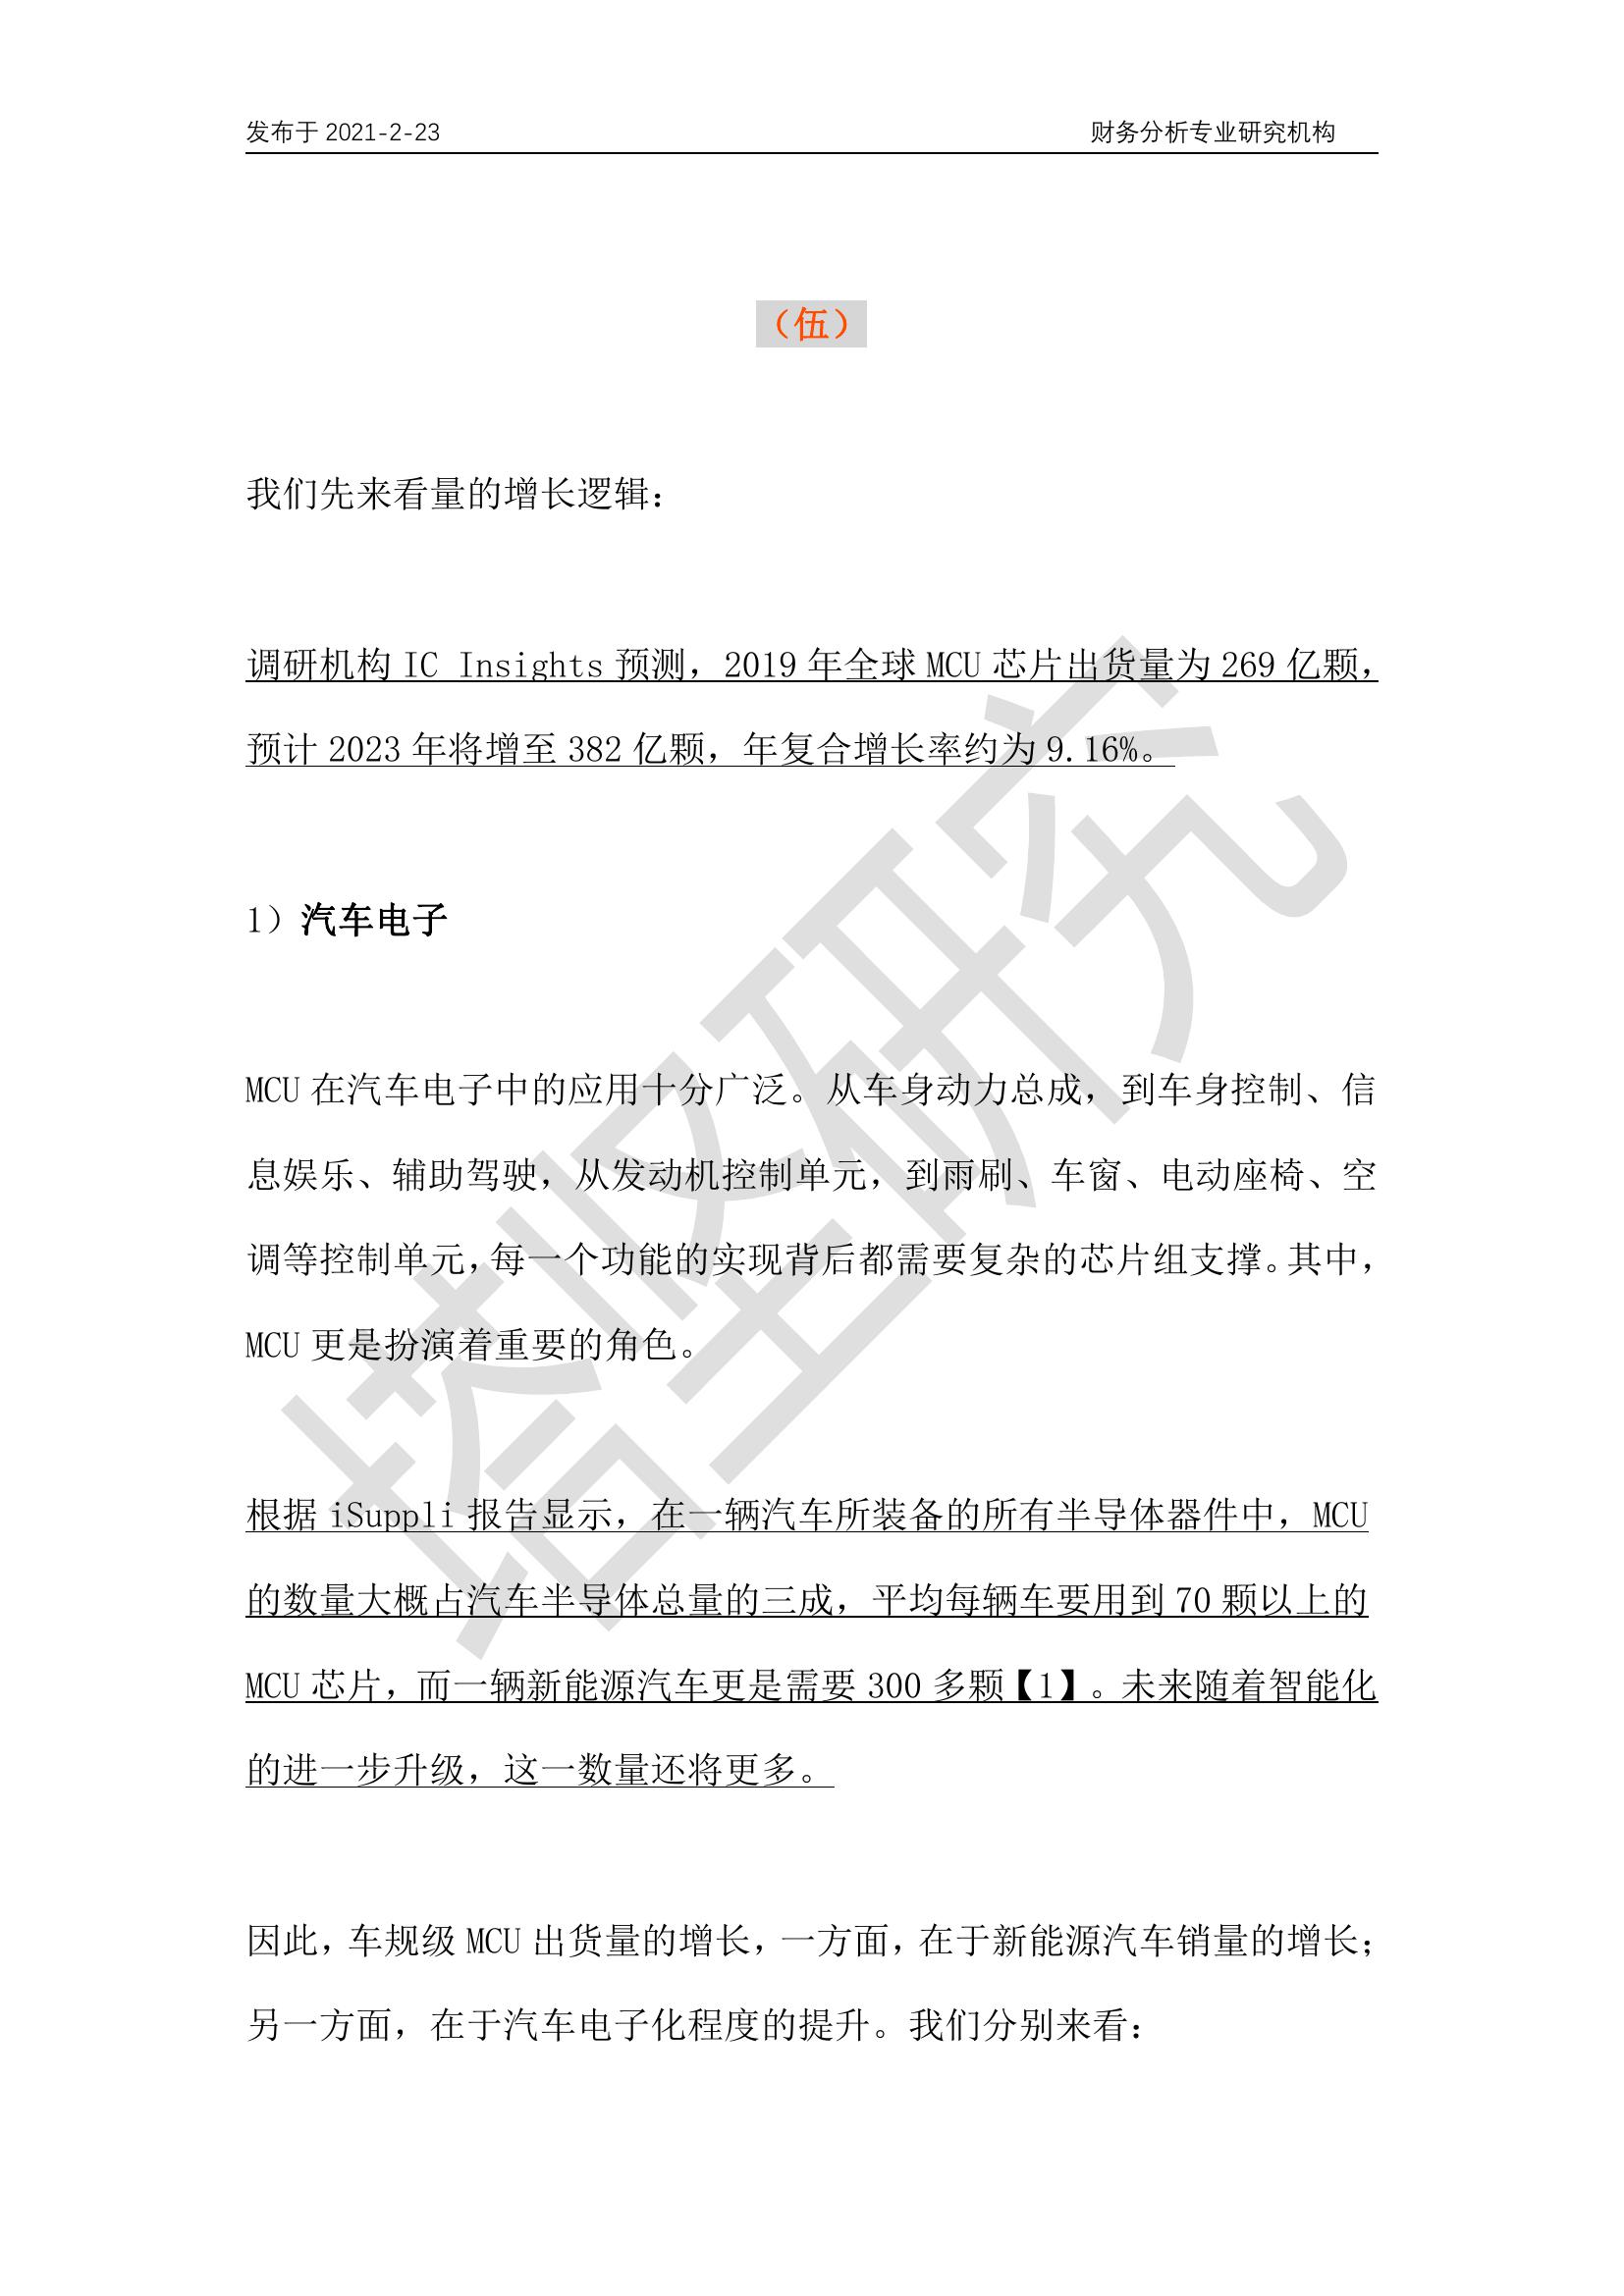 发布于 2021-2-23 财务分析专业研究机构
（伍）
我们先来看量的增长逻辑：
调研机构 IC Insights 预测，2019 年全球 MCU 芯片出货量为 269 亿颗，
预计 2023 年将增至 382 亿颗，年复合增长率约为 9.16%。
1）汽车电子
MCU 在汽车电子中的应用十分广泛。从车身动力总成，到车身控制、信
息娱乐、辅助驾驶，从发动机控制单元，到雨刷、车窗、电动座椅、空
调等控制单元，每一个功能的实现背后都需要复杂的芯片组支撑。其中，
MCU 更是扮演着重要的角色。
根据 iSuppli 报告显示，在一辆汽车所装备的所有半导体器件中，MCU
的数量大概占汽车半导体总量的三成，平均每辆车要用到 70 颗以上的
MCU 芯片，而一辆新能源汽车更是需要 300 多颗【1】。未来随着智能化
的进一步升级，这一数量还将更多。
因此，车规级 MCU 出货量的增长，一方面，在于新能源汽车销量的增长；
另一方面，在于汽车电子化程度的提升。我们分别来看：
塔坚研究